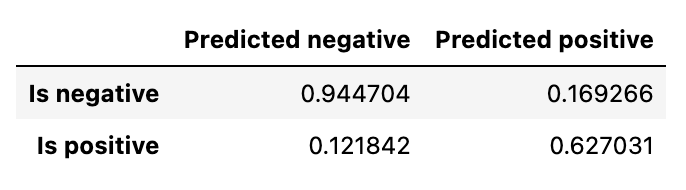 Predicted negative Predicted positive
Is negative 0.944704 0.169266
Is positive 0.121842 0.627031